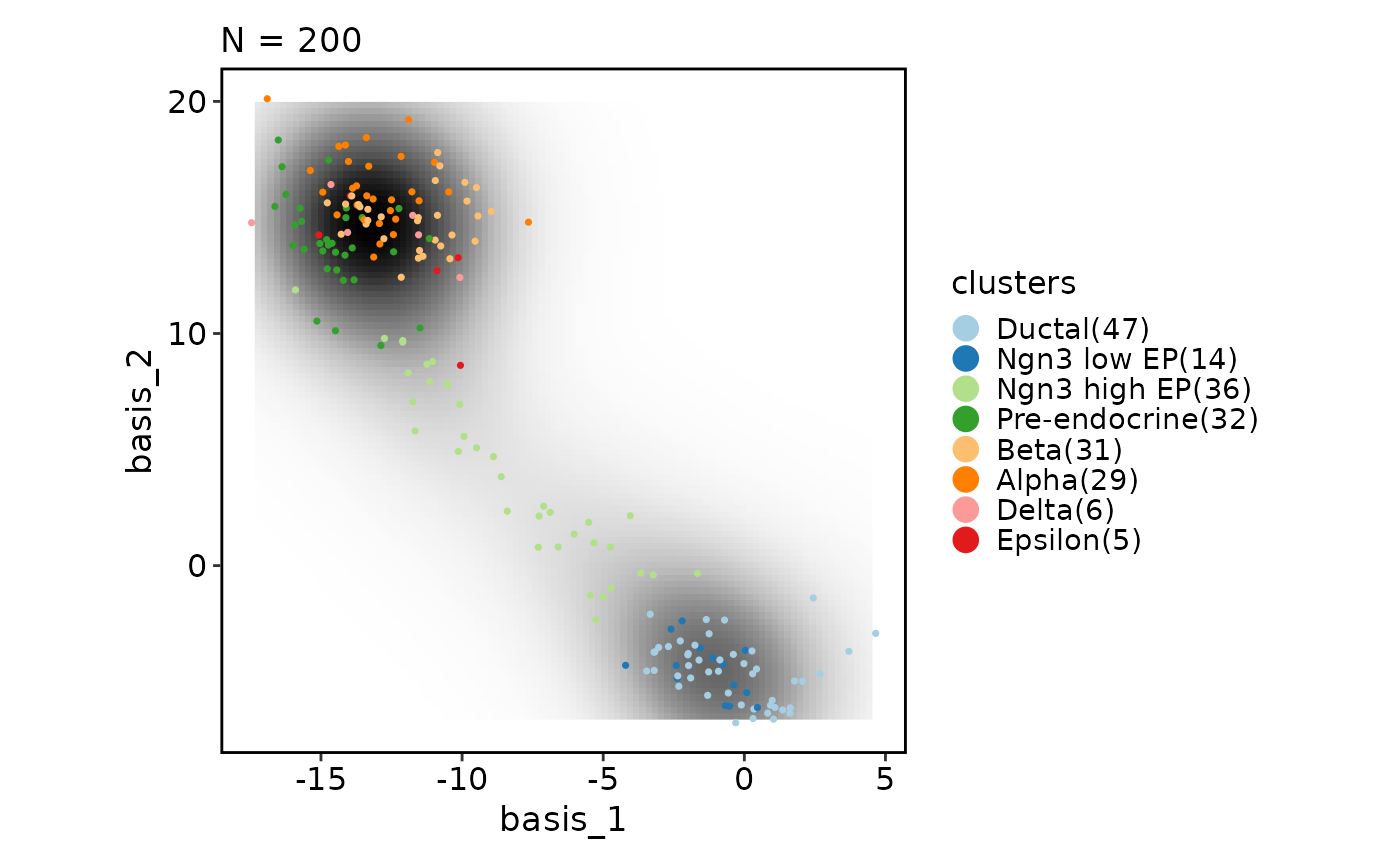 N = 200
20
10
0
basis_2
-15 -10 -5 0 5
basis_1
clusters
Ductal(47)
Ngn3 low EP(14)
Ngn3 high EP(36)
Pre-endocrine(32)
Beta(31)
Alpha(29)
Delta(6)
Epsilon(5)